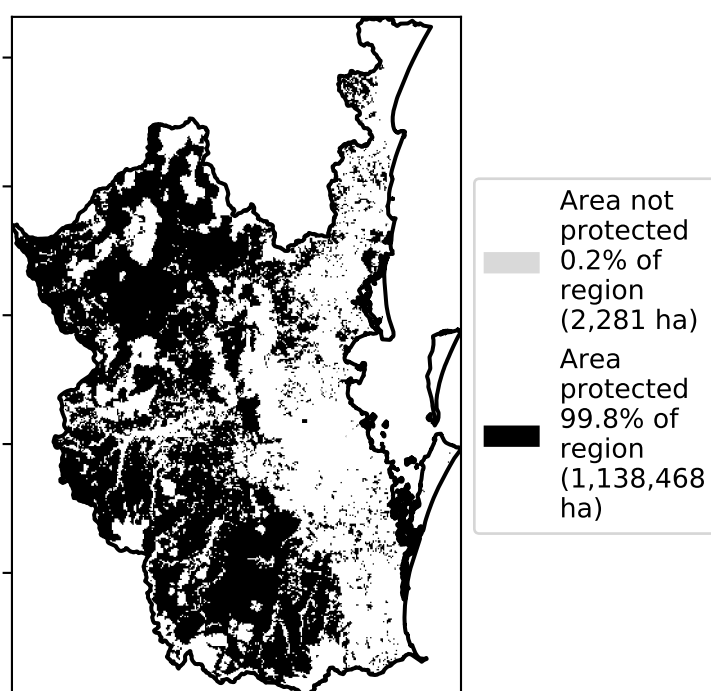 Area not
protected
0.2% of
region
(2,281 ha)
Area
protected
99.8% of
region
(1,138,468
ha)